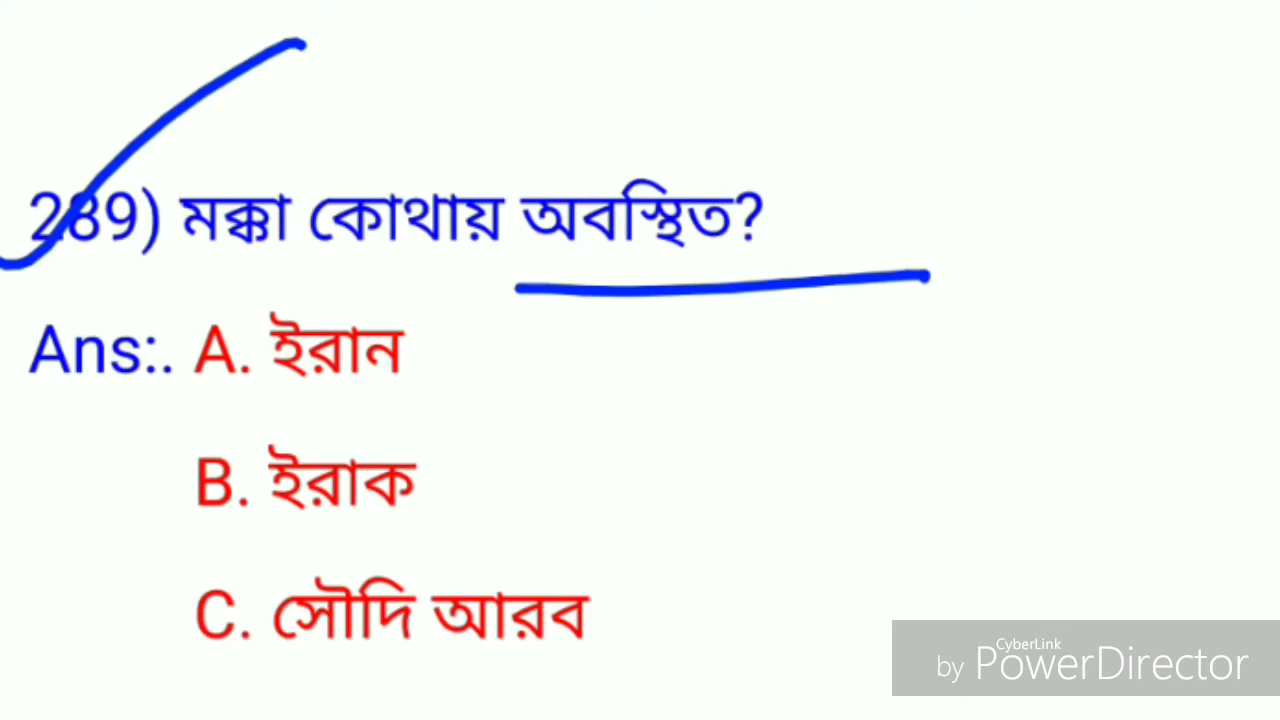 289) মক্কা কোথায় অবস্থিত?
Ans:. A. ইরান
B. ইরাক
C. সৌদি আরব
CyberLink
by PowerDirector